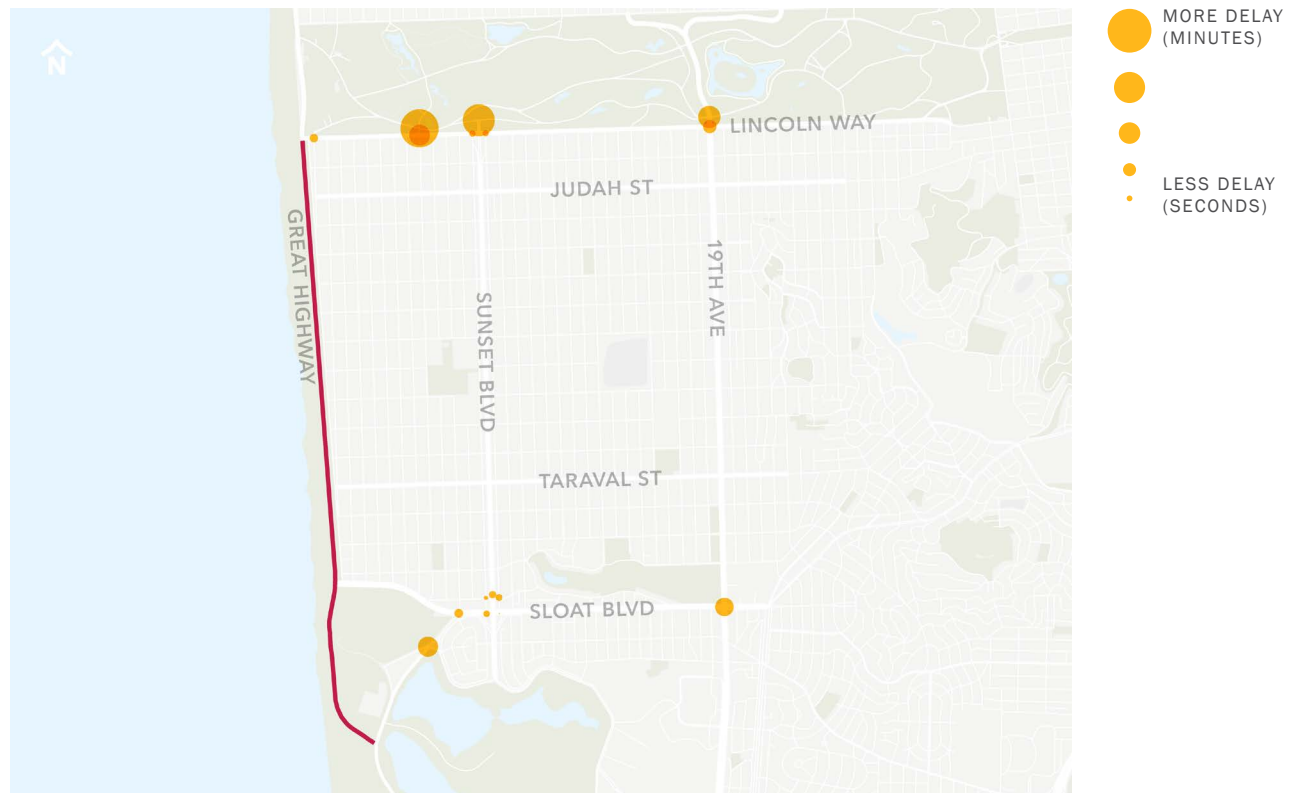 N
MORE DELAY
(MINUTES)
LESS DELAY
(SECONDS)
LINCOLN WAY
JUDAH ST
GREAT HIGHWAY
SUNSET BLVD
19TH AVE
TARAVAL ST
SLOAT BLVD